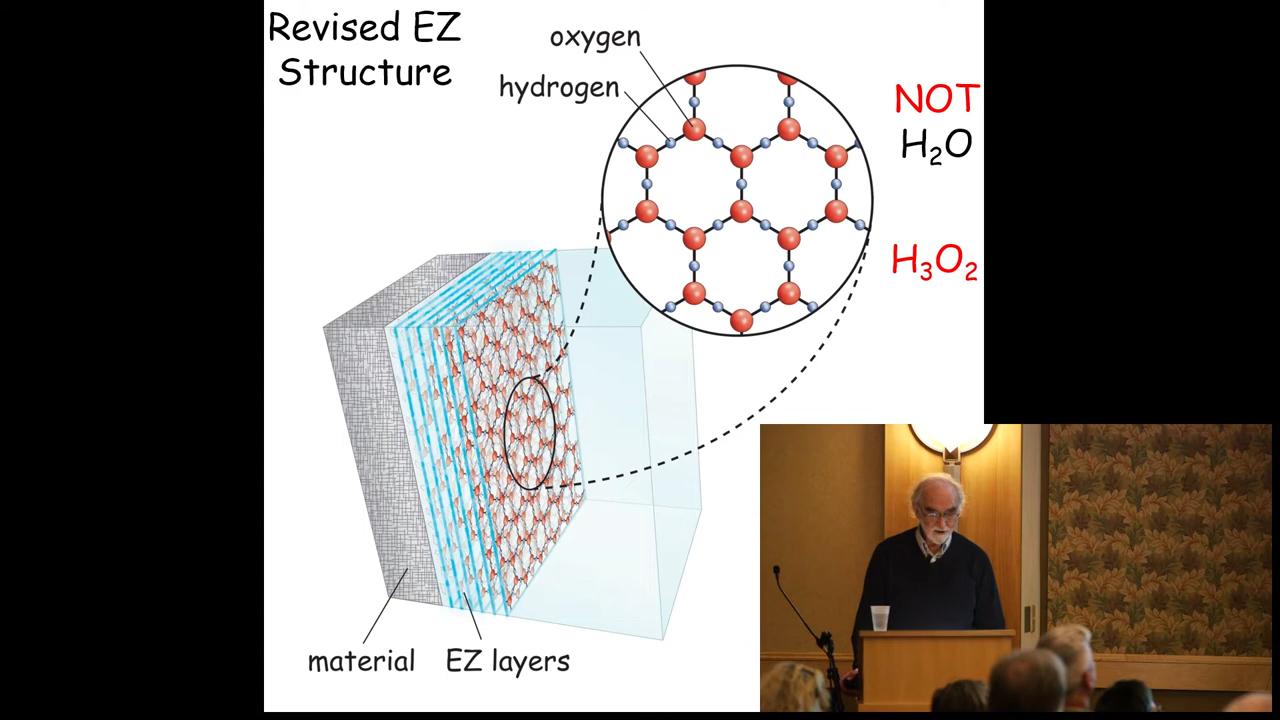 Revised EZ
Structure
oxygen
hydrogen
NOT
H₂O
H₃O₂
material
EZ layers